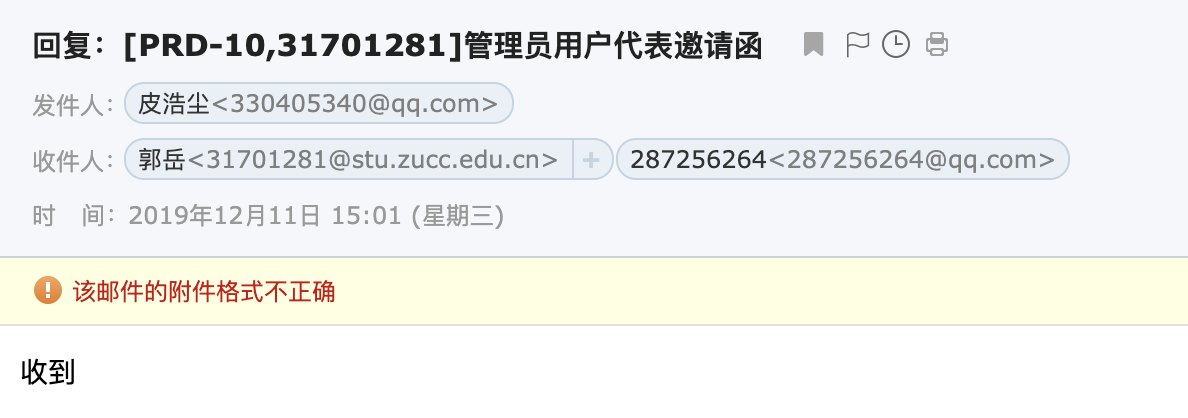 回复：[PRD-10,31701281]管理员用户代表邀请函
发件人：皮浩尘<330405340@qq.com>
收件人：郭岳<31701281@stu.zucc.edu.cn> + 287256264<287256264@qq.com>
时 间：2019年12月11日 15:01 (星期三)
! 该邮件的附件格式不正确
收到